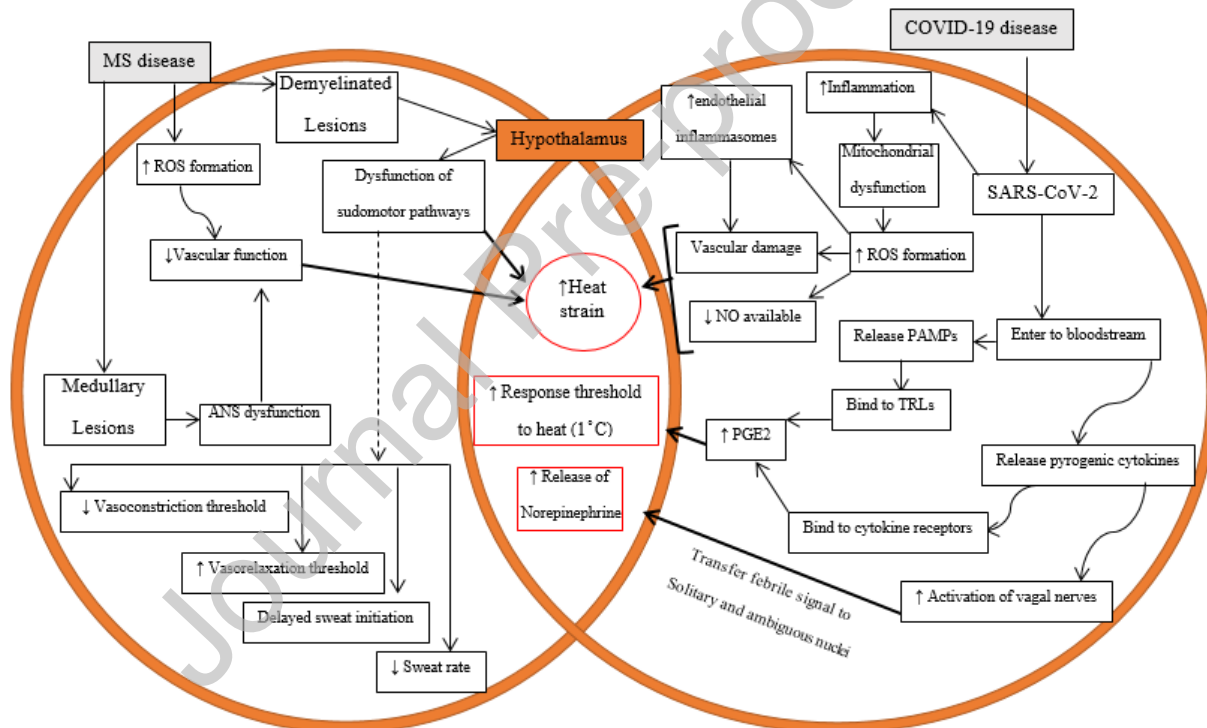 COVID-19 disease
MS disease
Demyelinated
Lesions
↑ ROS formation
Hypothalamus
Dysfunction of
sudomotor pathways
↓Vascular function
Medullary
Lesions
ANS dysfunction
↓ Vasoconstriction threshold
↑ Vasorelaxation threshold
Delayed sweat initiation
↓ Sweat rate
↑Heat
strain
↑ Response threshold
to heat (1˚C)
↑ Release of
Norepinephrine
↑endothelial
inflammasomes
↑Inflammation
Mitochondrial
dysfunction
SARS-CoV-2
Vascular damage
↑ ROS formation
↓ NO available
Release PAMPs
Enter to bloodstream
Bind to TRLs
↑ PGE2
Release pyrogenic cytokines
Bind to cytokine receptors
↑ Activation of vagal nerves
Transfer febrile signal to
Solitary and ambiguous nuclei
Journal Pre-proo